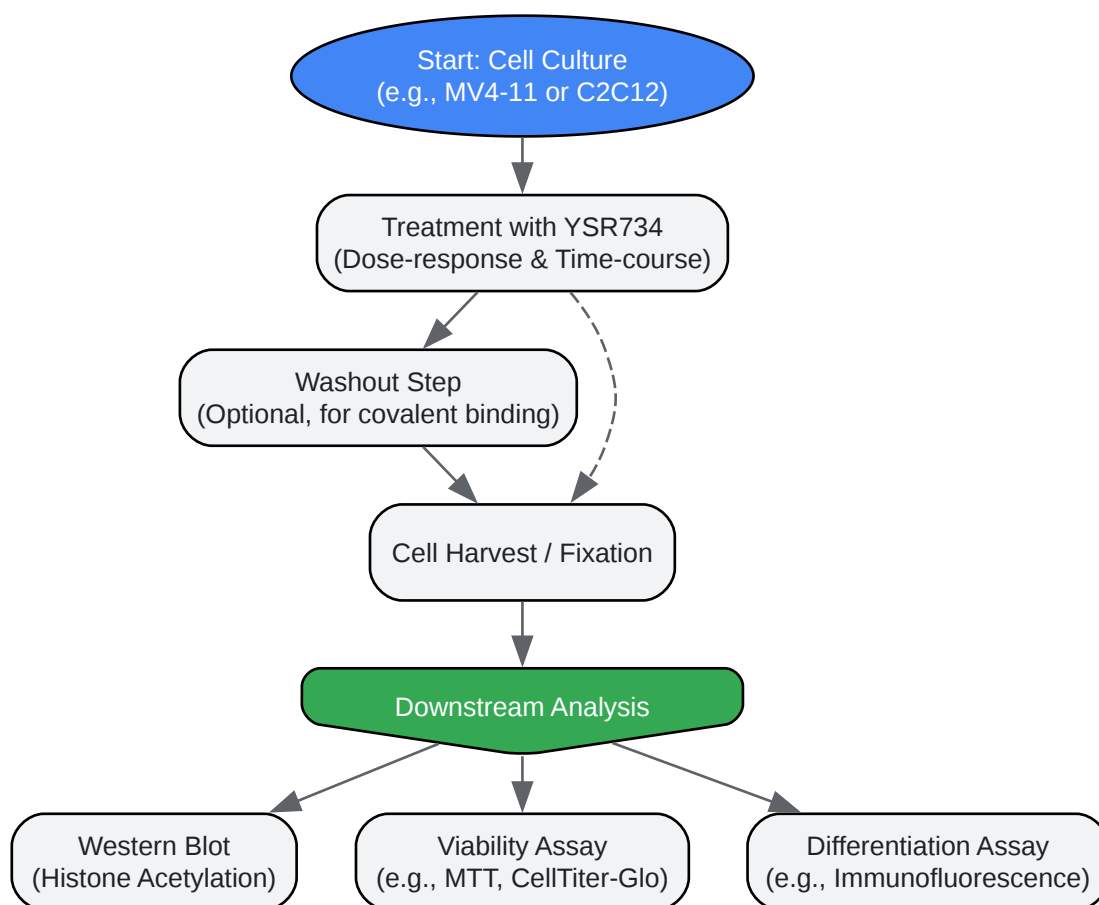 Start: Cell Culture
(e.g., MV4-11 or C2C12)
Treatment with YSR734
(Dose-response & Time-course)
Washout Step
(Optional, for covalent binding)
Cell Harvest / Fixation
Downstream Analysis
Western Blot
(Histone Acetylation)
Viability Assay
(e.g., MTT, CellTiter-Glo)
Differentiation Assay
(e.g., Immunofluorescence)